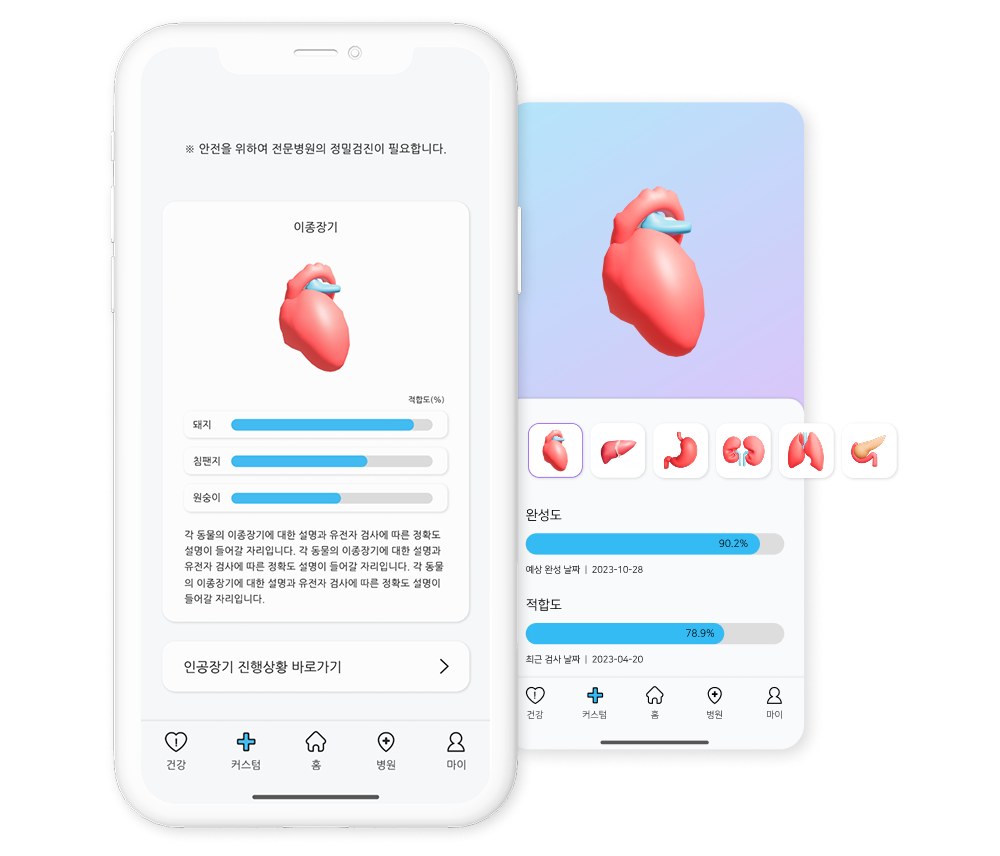 ※ 안전을 위하여 전문병원의 정밀검진이 필요합니다.
이종장기
적합도(%)
돼지
침팬지
원숭이
각 동물의 이종장기에 대한 설명과 유전자 검사에 따른 정확도
설명이 들어갈 자리입니다. 각 동물의 이종장기에 대한 설명과
유전자 검사에 따른 정확도 설명이 들어갈 자리입니다. 각 동물
의 이종장기에 대한 설명과 유전자 검사에 따른 정확도 설명이
들어갈 자리입니다.
인공장기 진행상황 바로가기
건강
커스텀
홈
병원
마이
완성도
90.2%
예상 완성 날짜 | 2023-10-28
적합도
78.9%
최근 검사 날짜 | 2023-04-20
건강
커스텀
홈
병원
마이